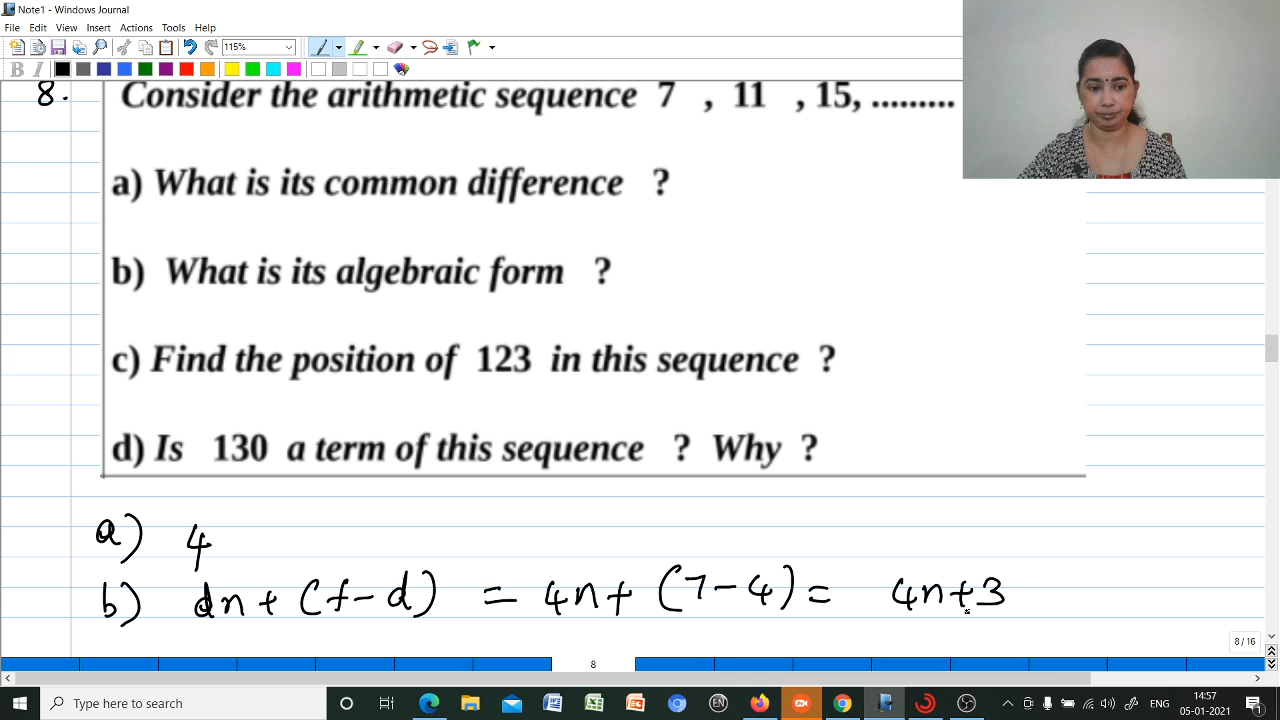 Note1 - Windows Journal
File Edit View Insert Actions Tools Help
115%
B I
8. Consider the arithmetic sequence 7 , 11 , 15, .........
a) What is its common difference ?
b) What is its algebraic form ?
c) Find the position of 123 in this sequence ?
d) Is 130 a term of this sequence ? Why ?
a) 4
b) dn + (f - d) = 4n + (7 - 4) = 4n + 3
8 / 16
8
Type here to search
EN
14:57
05-01-2021